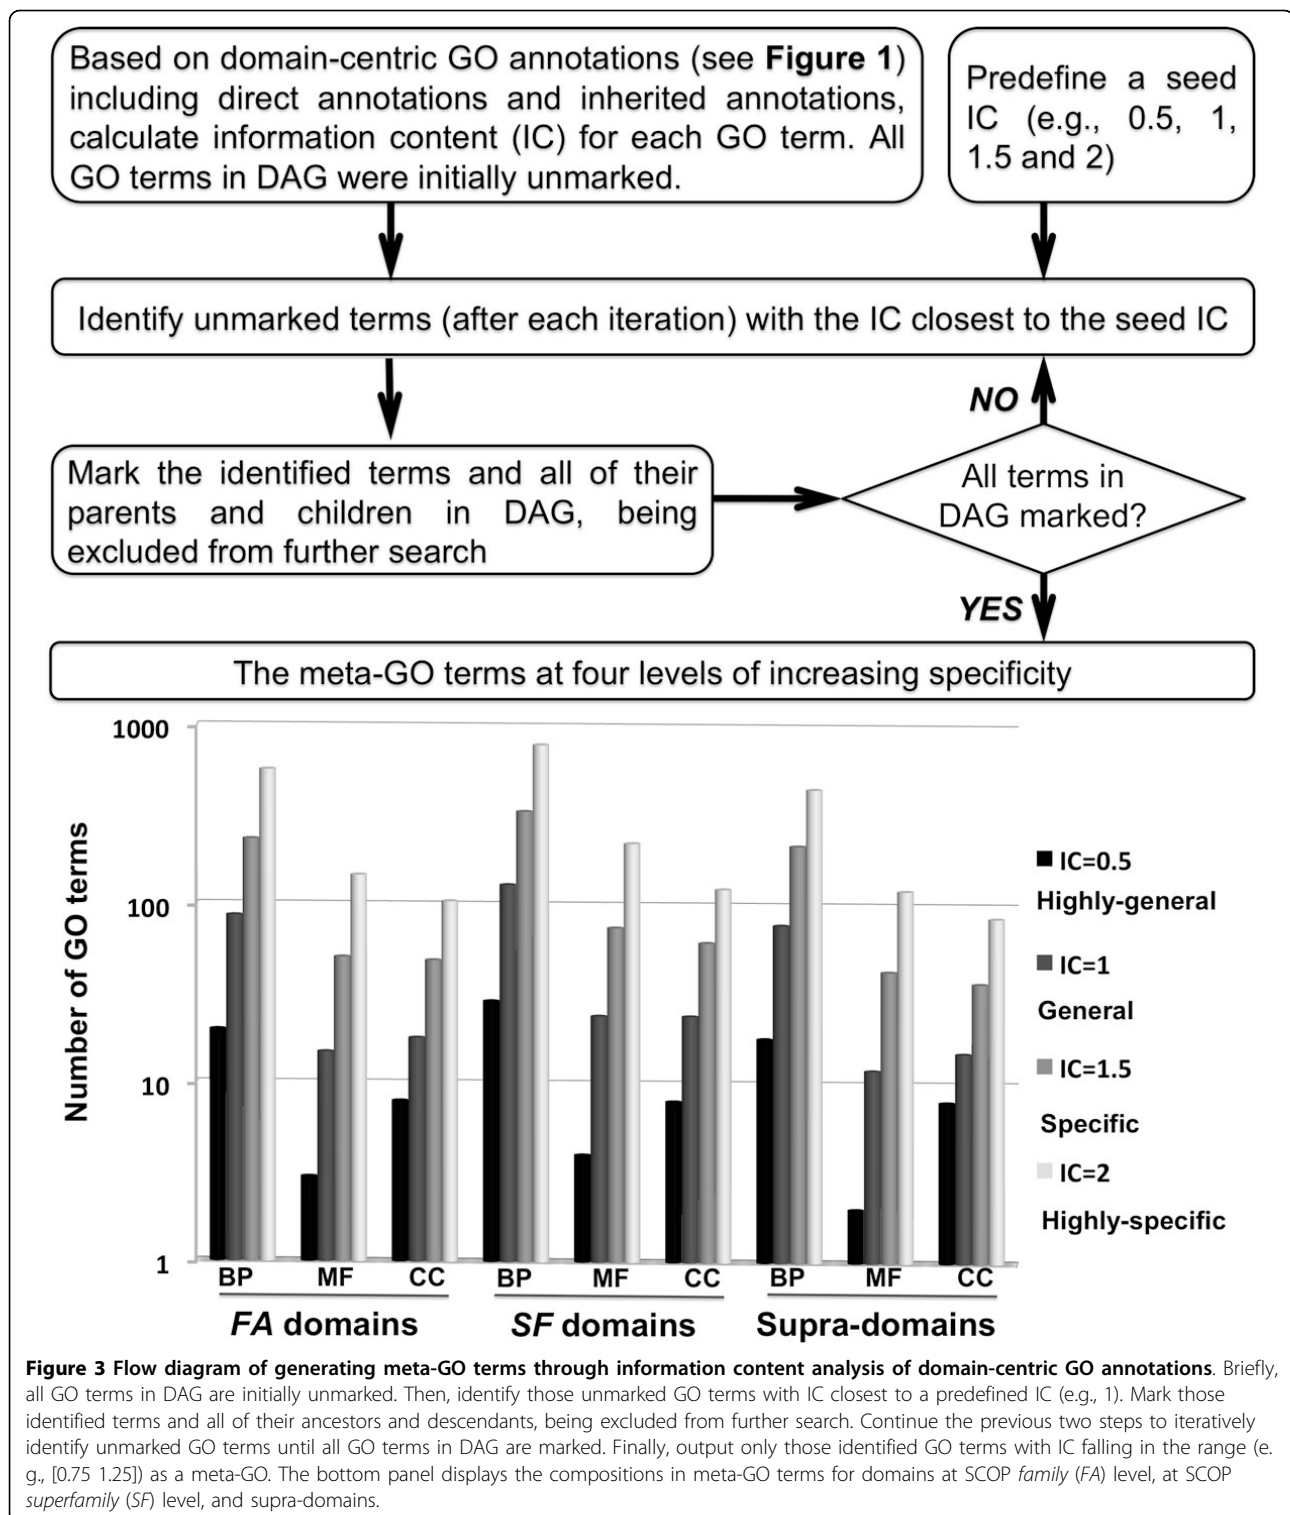 Based on domain-centric GO annotations (see Figure 1)
including direct annotations and inherited annotations,
calculate information content (IC) for each GO term. All
GO terms in DAG were initially unmarked.
Predefine a seed
IC (e.g., 0.5, 1,
1.5 and 2)
Identify unmarked terms (after each iteration) with the IC closest to the seed IC
NO
Mark the identified terms and all of their
parents and children in DAG, being
excluded from further search
All terms in
DAG marked?
YES
The meta-GO terms at four levels of increasing specificity
Number of GO terms
1000
100
10
1
IC=0.5
Highly-general
IC=1
General
IC=1.5
Specific
IC=2
Highly-specific
BP MF CC BP MF CC BP MF CC
FA domains SF domains Supra-domains
Figure 3 Flow diagram of generating meta-GO terms through information content analysis of domain-centric GO annotations. Briefly,
all GO terms in DAG are initially unmarked. Then, identify those unmarked GO terms with IC closest to a predefined IC (e.g., 1). Mark those
identified terms and all of their ancestors and descendants, being excluded from further search. Continue the previous two steps to iteratively
identify unmarked GO terms until all GO terms in DAG are marked. Finally, output only those identified GO terms with IC falling in the range (e.
g., [0.75 1.25]) as a meta-GO. The bottom panel displays the compositions in meta-GO terms for domains at SCOP family (FA) level, at SCOP
superfamily (SF) level, and supra-domains.